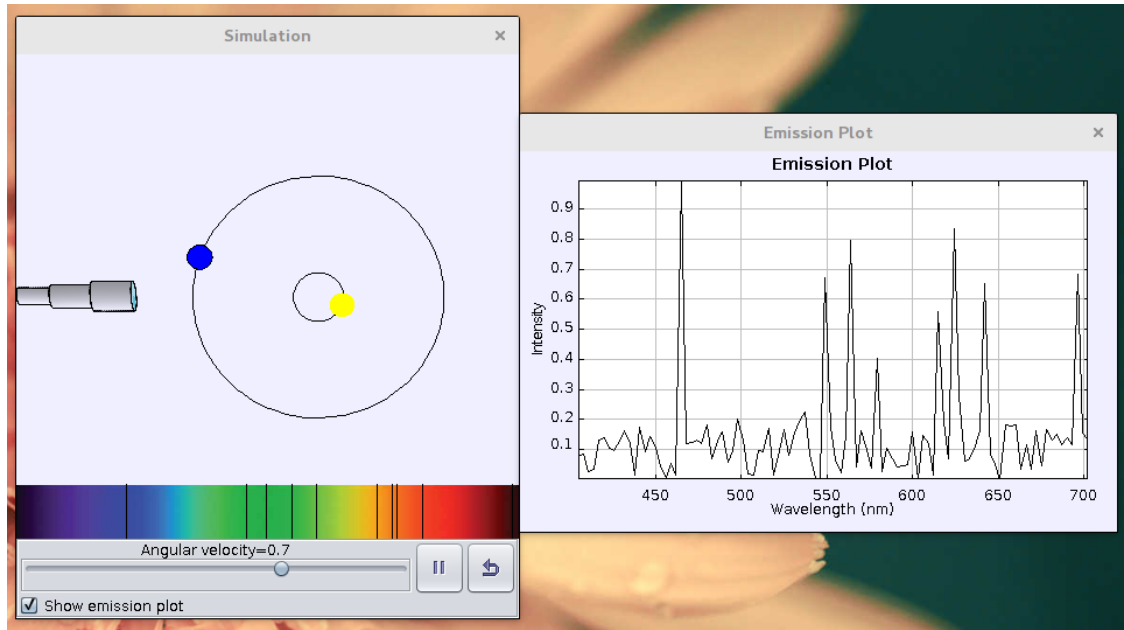 Simulation ×
Angular velocity=0.7
Show emission plot
Emission Plot ×
Emission Plot
Intensity
0.9
0.8
0.7
0.6
0.5
0.4
0.3
0.2
0.1
450 500 550 600 650 700
Wavelength (nm)